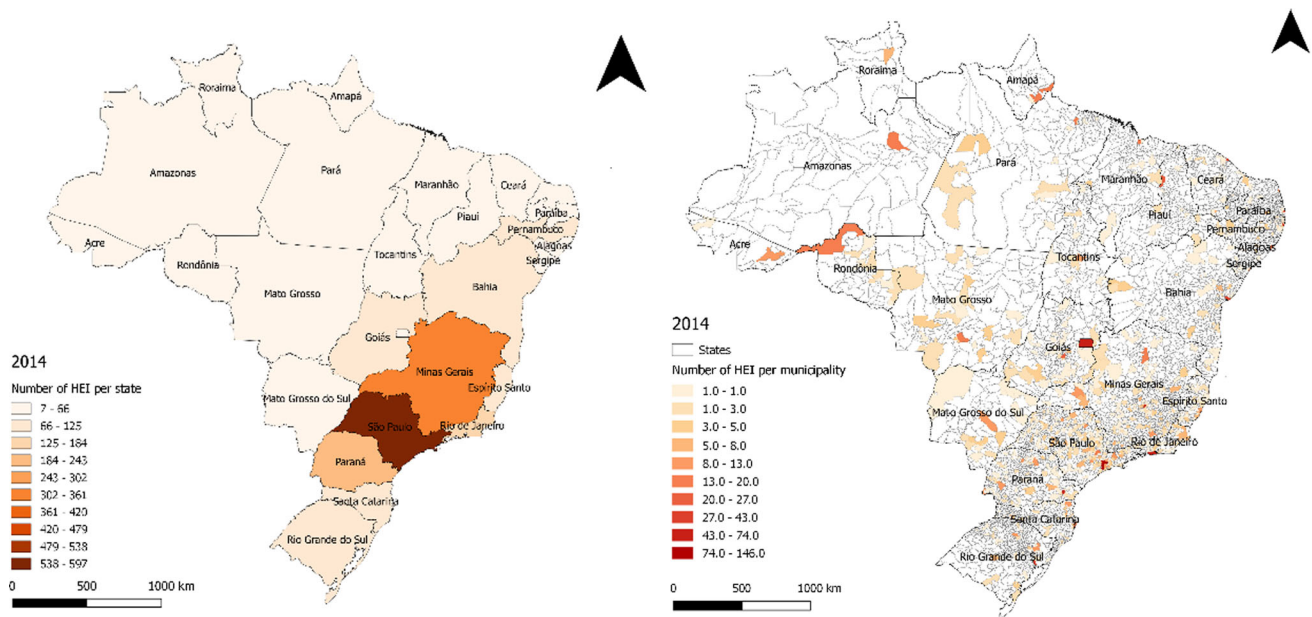 Roraima
Amapá
Amazonas
Pará
Maranhão
Ceará
Piauí
Paraíba
Pernambuco
Alagoas
Sergipe
Acre
Rondônia
Tocantins
Mato Grosso
Bahia
Goiás
Minas Gerais
Espírito Santo
Mato Grosso do Sul
São Paulo
Rio de Janeiro
Paraná
Santa Catarina
Rio Grande do Sul
2014
Number of HEI per state
7 - 66
66 - 125
125 - 184
184 - 243
243 - 302
302 - 361
361 - 420
420 - 479
479 - 538
538 - 597
0 500 1000 km
Roraima
Amapá
Amazonas
Pará
Maranhão
Ceará
Piauí
Paraíba
Pernambuco
Alagoas
Sergipe
Acre
Rondônia
Tocantins
Mato Grosso
Bahia
Goiás
Minas Gerais
Espírito Santo
Mato Grosso do Sul
São Paulo
Rio de Janeiro
Paraná
Santa Catarina
Rio Grande do Sul
2014
States
Number of HEI per municipality
1.0 - 1.0
1.0 - 3.0
3.0 - 5.0
5.0 - 8.0
8.0 - 13.0
13.0 - 20.0
20.0 - 27.0
27.0 - 43.0
43.0 - 74.0
74.0 - 146.0
0 500 1000 km